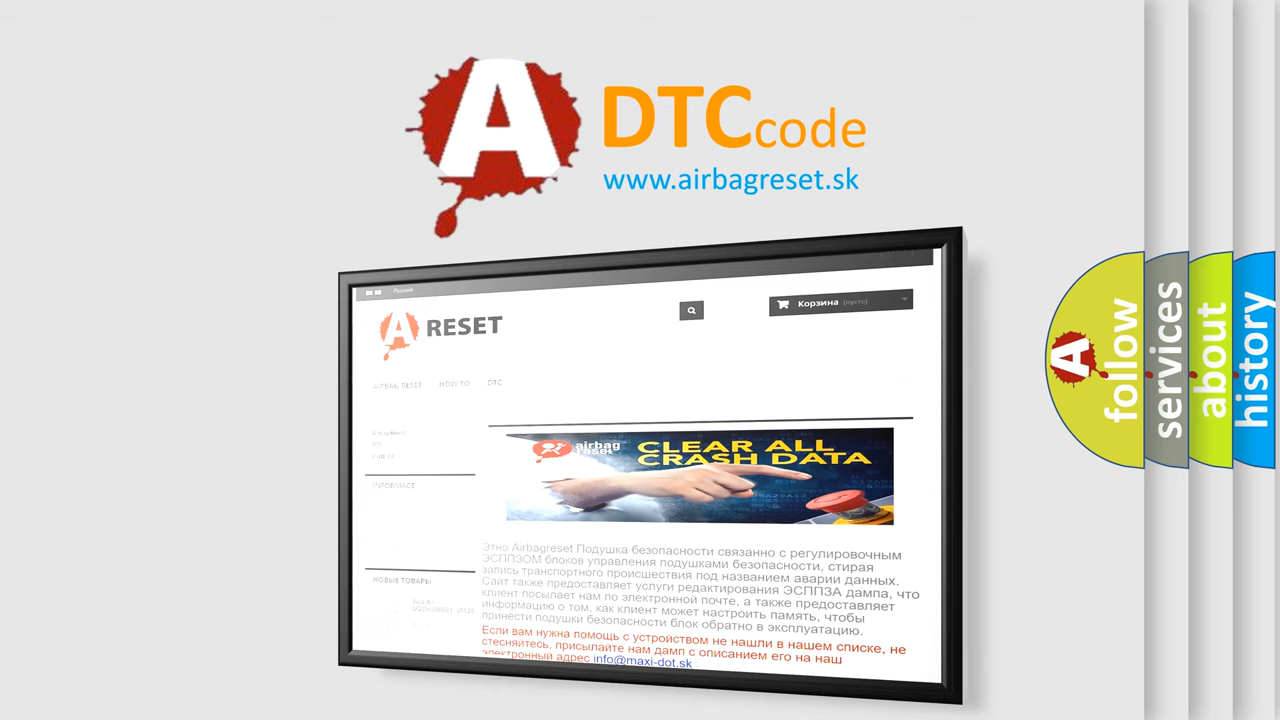 A DTC code
www.airbagreset.sk
Русский
A RESET
Корзина (пусто)
AIRBAG RESET HOW TO DTC
INFORMACE
airbag
reset
CLEAR ALL
CRASH DATA
Этно Airbagreset Подушка безопасности связанно с регулировочным
ЭСППЗОМ блоков управления подушками безопасности, стирая
запись транспортного происшествия под названием аварии данных.
Сайт также предоставляет услуги редактирования ЭСППЗА дампа, что
клиент посылает нам по электронной почте, а также предоставляет
информацию о том, как клиент может настроить память, чтобы
принести подушки безопасности блок обратно в эксплуатацию.
Если вам нужна помощь с устройством не нашли в нашем списке, не
стесняйтесь, присылайте нам дамп с описанием его на наш
электронный адрес info@maxi-dot.sk
НОВЫЕ ТОВАРЫ
A follow
services
about
history